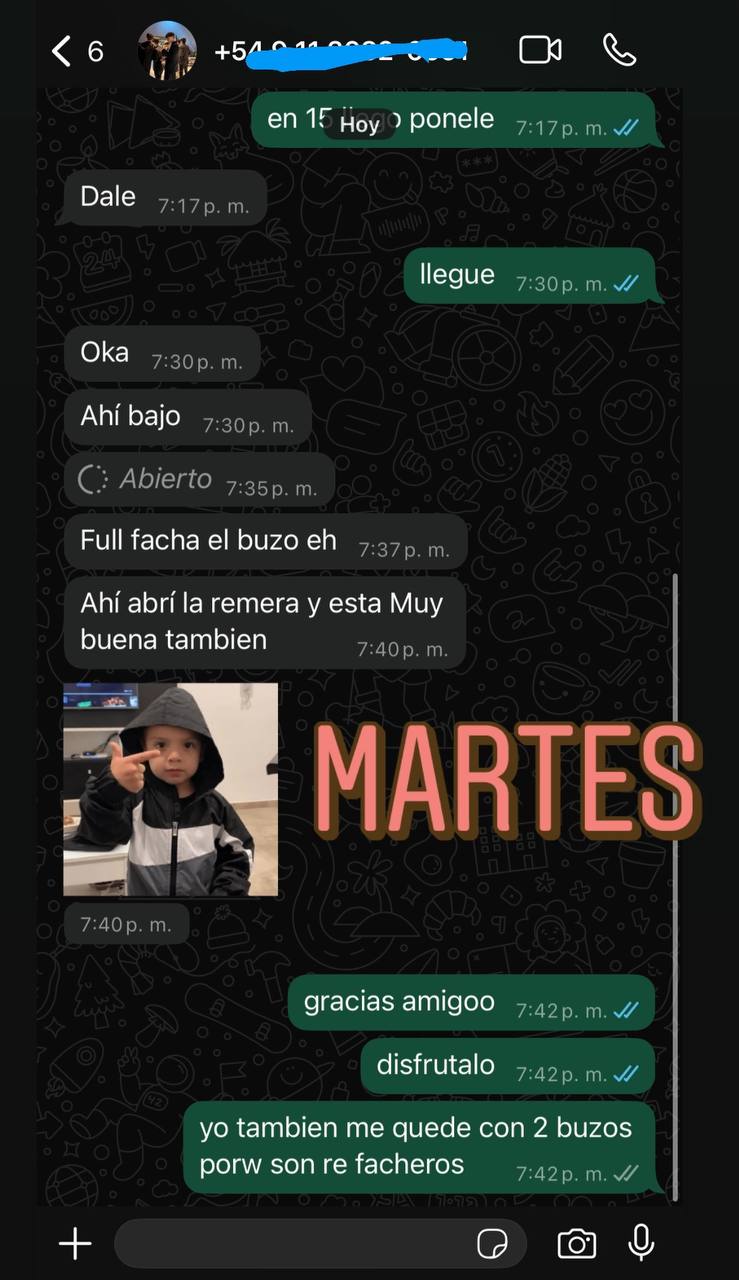 6
+54 9 11
en 15 llego ponele 7:17 p. m.
Hoy
Dale 7:17 p. m.
llegue 7:30 p. m.
Oka 7:30 p. m.
Ahí bajo 7:30 p. m.
Abierto 7:35 p. m.
Full facha el buzo eh 7:37 p. m.
Ahí abrí la remera y esta Muy
buena tambien 7:40 p. m.
MARTES
7:40 p. m.
gracias amigoo 7:42 p. m.
disfrutalo 7:42 p. m.
yo tambien me quede con 2 buzos
porw son re facheros 7:42 p. m.